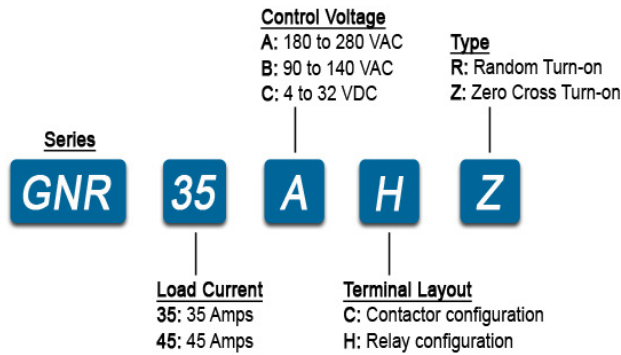 Control Voltage
A: 180 to 280 VAC
B: 90 to 140 VAC
C: 4 to 32 VDC
Type
R: Random Turn-on
Z: Zero Cross Turn-on
Series
GNR 35 A H Z
Load Current
35: 35 Amps
45: 45 Amps
Terminal Layout
C: Contactor configuration
H: Relay configuration